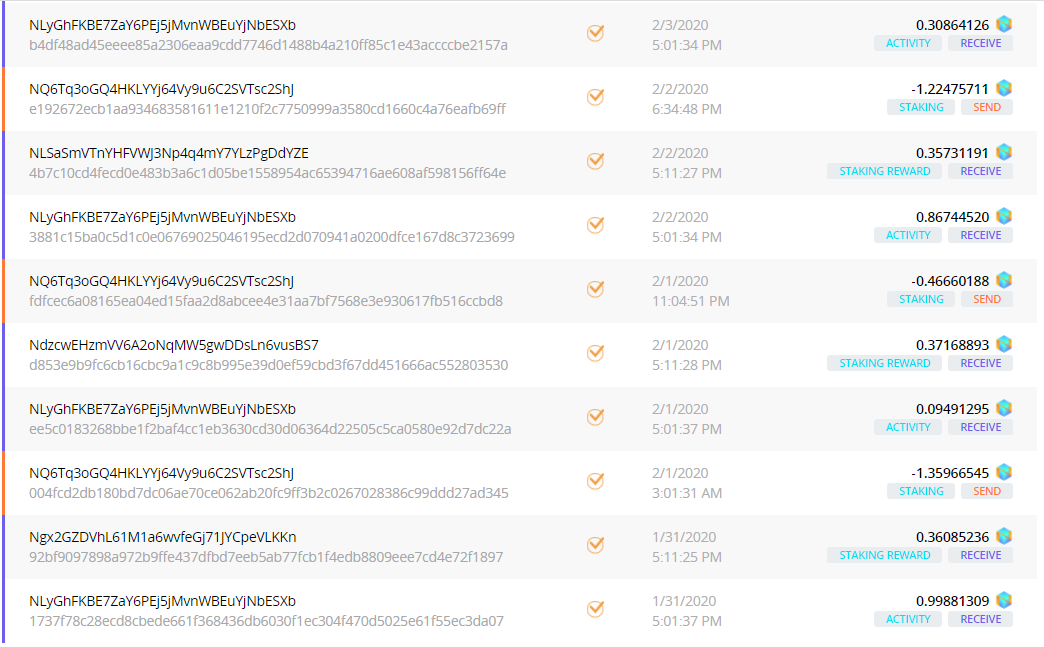 NLyGhFKBE7ZaY6PEj5jMvnWBEuYjNbESXb 2/3/2020 0.30864126
b4df48ad45eeee85a2306eaa9cdd7746d1488b4a210ff85c1e43accccbe2157a 5:01:34 PM ACTIVITY RECEIVE
NQ6Tq3oGQ4HKLYYj64Vy9u6C2SVTsc2ShJ 2/2/2020 -1.22475711
e192672ecb1aa934683581611e1210f2c7750999a3580cd1660c4a76eafb69ff 6:34:48 PM STAKING SEND
NLSaSmVTnYHFVWJ3Np4q4mY7YLzPgDdYZE 2/2/2020 0.35731191
4b7c10cd4fecd0e483b3a6c1d05be1558954ac65394716ae608af598156ff64e 5:11:27 PM STAKING REWARD RECEIVE
NLyGhFKBE7ZaY6PEj5jMvnWBEuYjNbESXb 2/2/2020 0.86744520
3881c15ba0c5d1c0e06769025046195ecd2d070941a0200dfce167d8c3723699 5:01:34 PM ACTIVITY RECEIVE
NQ6Tq3oGQ4HKLYYj64Vy9u6C2SVTsc2ShJ 2/1/2020 -0.46660188
fdfcec6a08165ea04ed15faa2d8abcee4e31aa7bf7568e3e930617fb516ccbd8 11:04:51 PM STAKING SEND
NdzcwEHzmVV6A2oNqMW5gwDDsLn6vusBS7 2/1/2020 0.37168893
d853e9b9fc6cb16cbc9a1c9c8b995e39d0ef59cbd3f67dd451666ac552803530 5:11:28 PM STAKING REWARD RECEIVE
NLyGhFKBE7ZaY6PEj5jMvnWBEuYjNbESXb 2/1/2020 0.09491295
ee5c0183268bbe1f2baf4cc1eb3630cd30d06364d22505c5ca0580e92d7dc22a 5:01:37 PM ACTIVITY RECEIVE
NQ6Tq3oGQ4HKLYYj64Vy9u6C2SVTsc2ShJ 2/1/2020 -1.35966545
004fcd2db180bd7dc06ae70ce062ab20fc9ff3b2c0267028386c99ddd27ad345 3:01:31 AM STAKING SEND
Ngx2GZDVhL61M1a6wvfeGj71JYCpeVLKKn 1/31/2020 0.36085236
92bf9097898a972b9ffe437dfbd7eeb5ab77fcb1f4edb8809eee7cd4e72f1897 5:11:25 PM STAKING REWARD RECEIVE
NLyGhFKBE7ZaY6PEj5jMvnWBEuYjNbESXb 1/31/2020 0.99881309
1737f78c28ecd8cbede661f368436db6030f1ec304f470d5025e61f55ec3da07 5:01:37 PM ACTIVITY RECEIVE